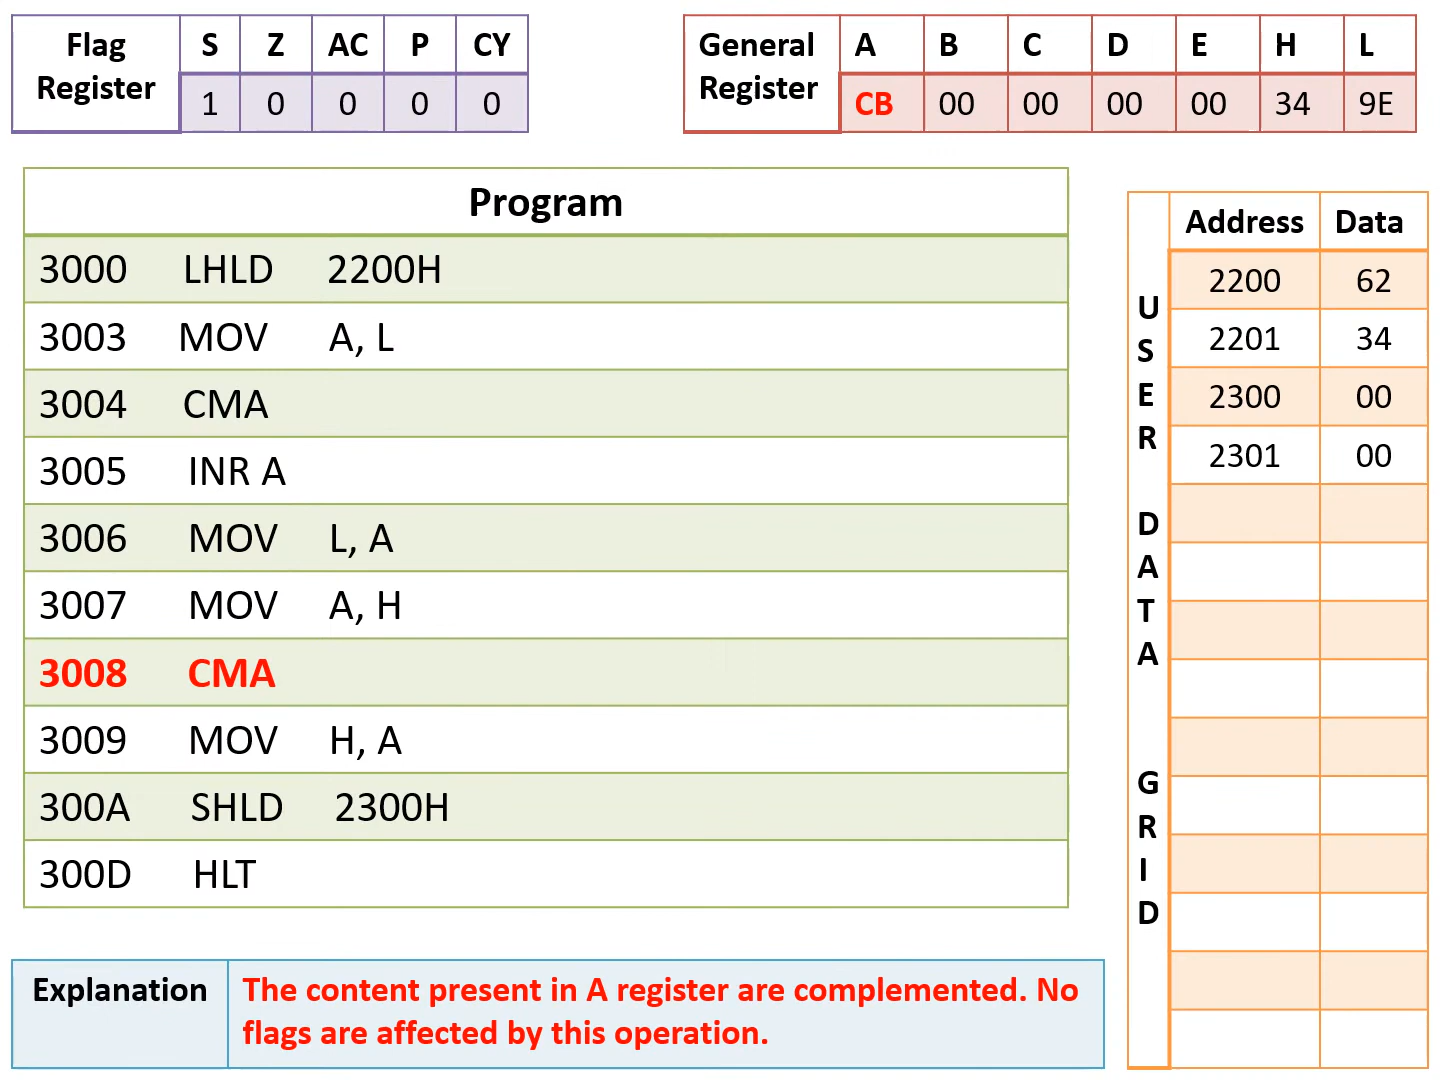 Flag Register S Z AC P CY
1 0 0 0 0
General Register A B C D E H L
CB 00 00 00 00 34 9E
Program
3000 LHLD 2200H
3003 MOV A, L
3004 CMA
3005 INR A
3006 MOV L, A
3007 MOV A, H
3008 CMA
3009 MOV H, A
300A SHLD 2300H
300D HLT
USER DATA GRID
Address Data
2200 62
2201 34
2300 00
2301 00
Explanation
The content present in A register are complemented. No
flags are affected by this operation.